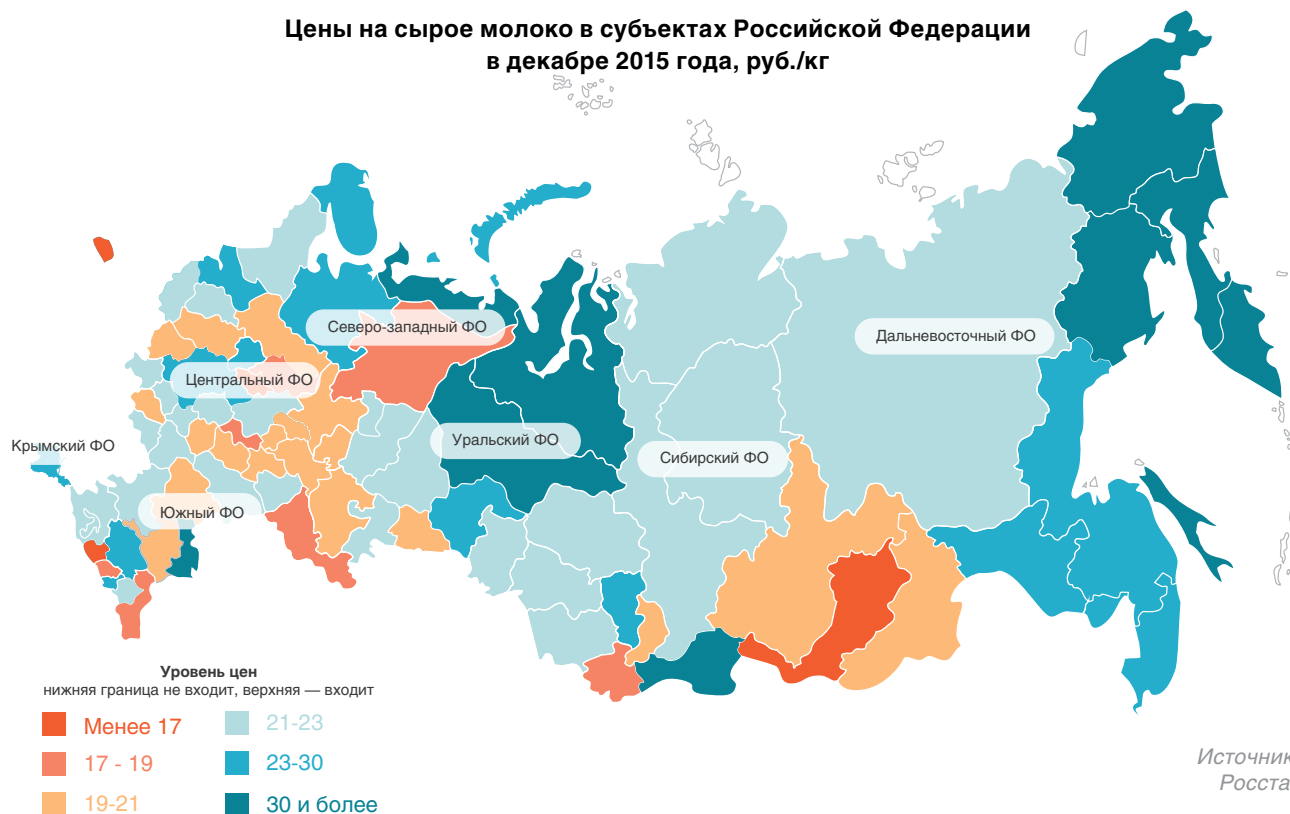 Цены на сырое молоко в субъектах Российской Федерации
в декабре 2015 года, руб./кг
Северо-западный ФО
Дальневосточный ФО
Центральный ФО
Крымский ФО
Уральский ФО
Сибирский ФО
Южный ФО
Уровень цен
нижняя граница не входит, верхняя — входит
Менее 17
21-23
17 - 19
23-30
19-21
30 и более
Источник
Росста